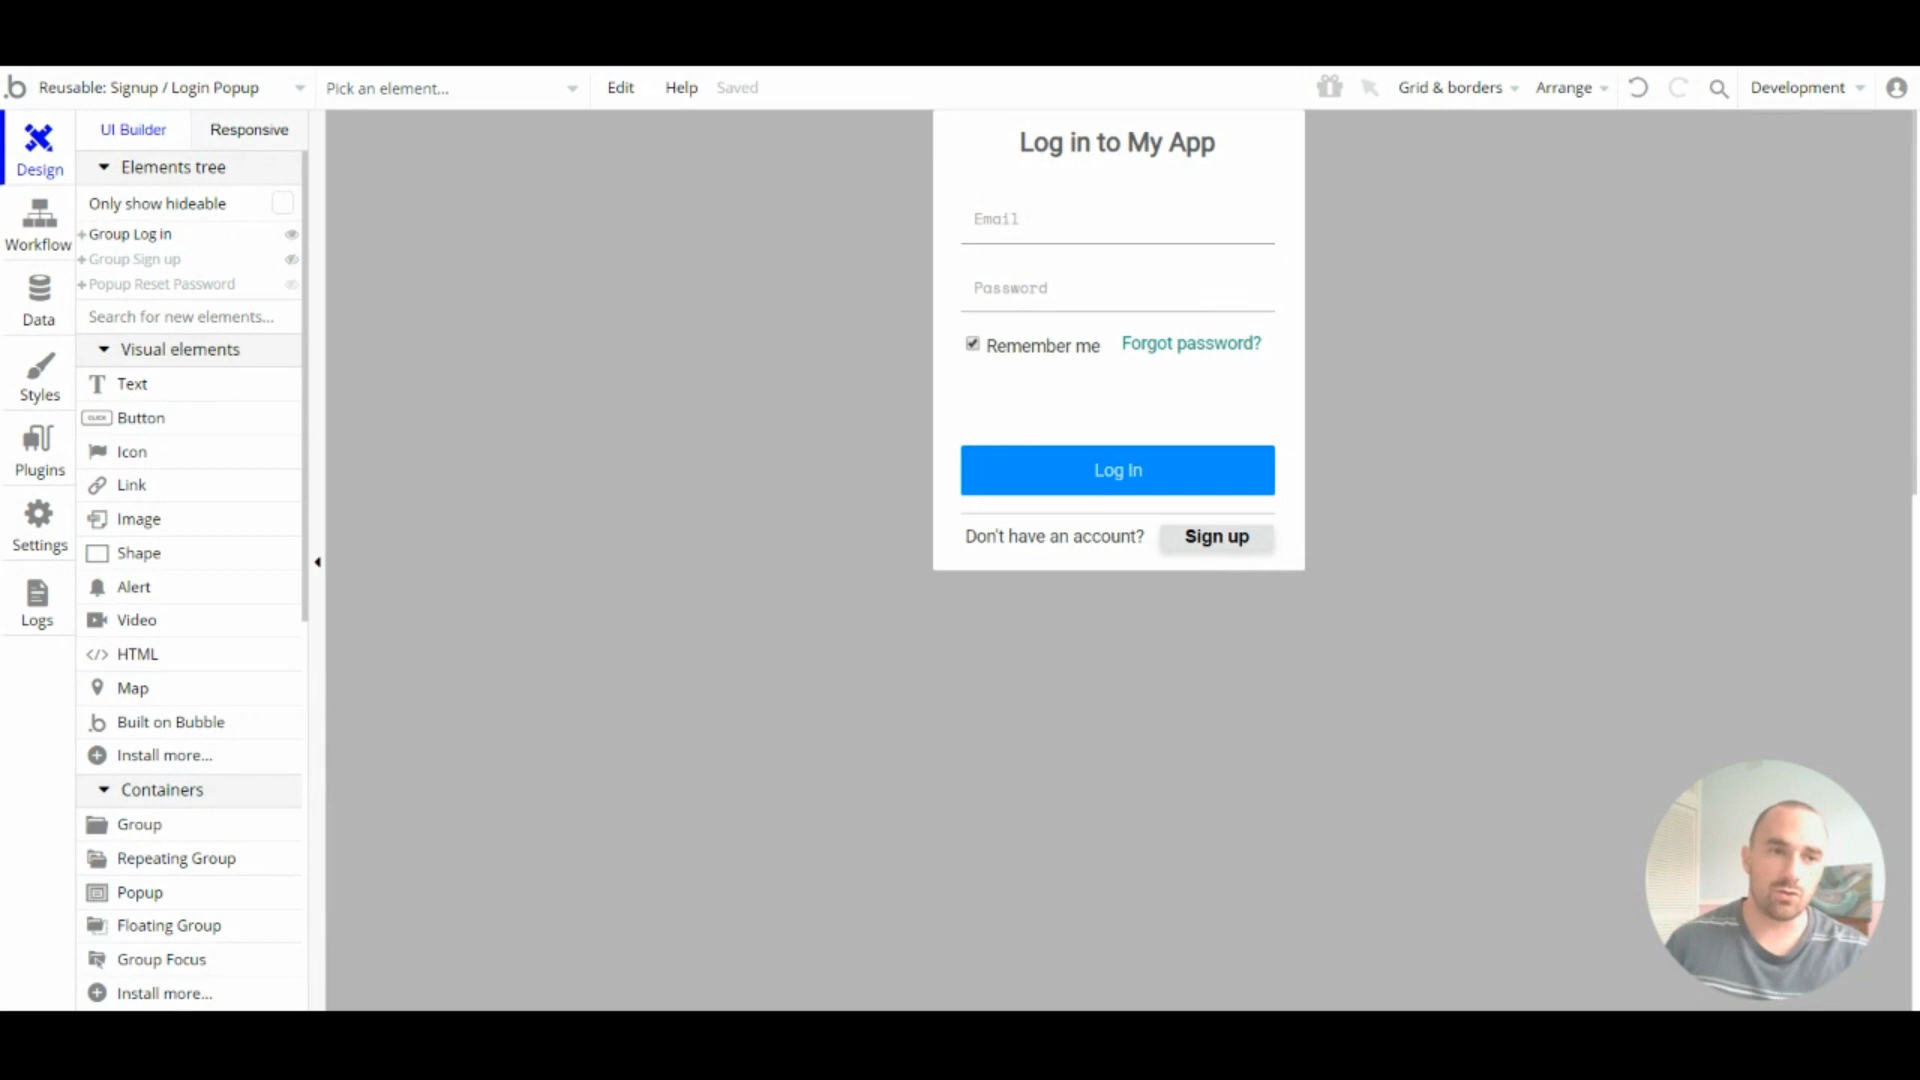 .b Reusable: Signup / Login Popup Pick an element... Edit Help Saved Grid & borders Arrange Development
Design
Workflow
Data
Styles
Plugins
Settings
Logs
UI Builder Responsive
Elements tree
Only show hideable
+Group Log in
+Group Sign up
+Popup Reset Password
Search for new elements...
Visual elements
Text
CLICK Button
Icon
Link
Image
Shape
Alert
Video
</> HTML
Map
.b Built on Bubble
Install more...
Containers
Group
Repeating Group
Popup
Floating Group
Group Focus
Install more...
Log in to My App
Email
Password
Remember me Forgot password?
Log In
Don't have an account? Sign up